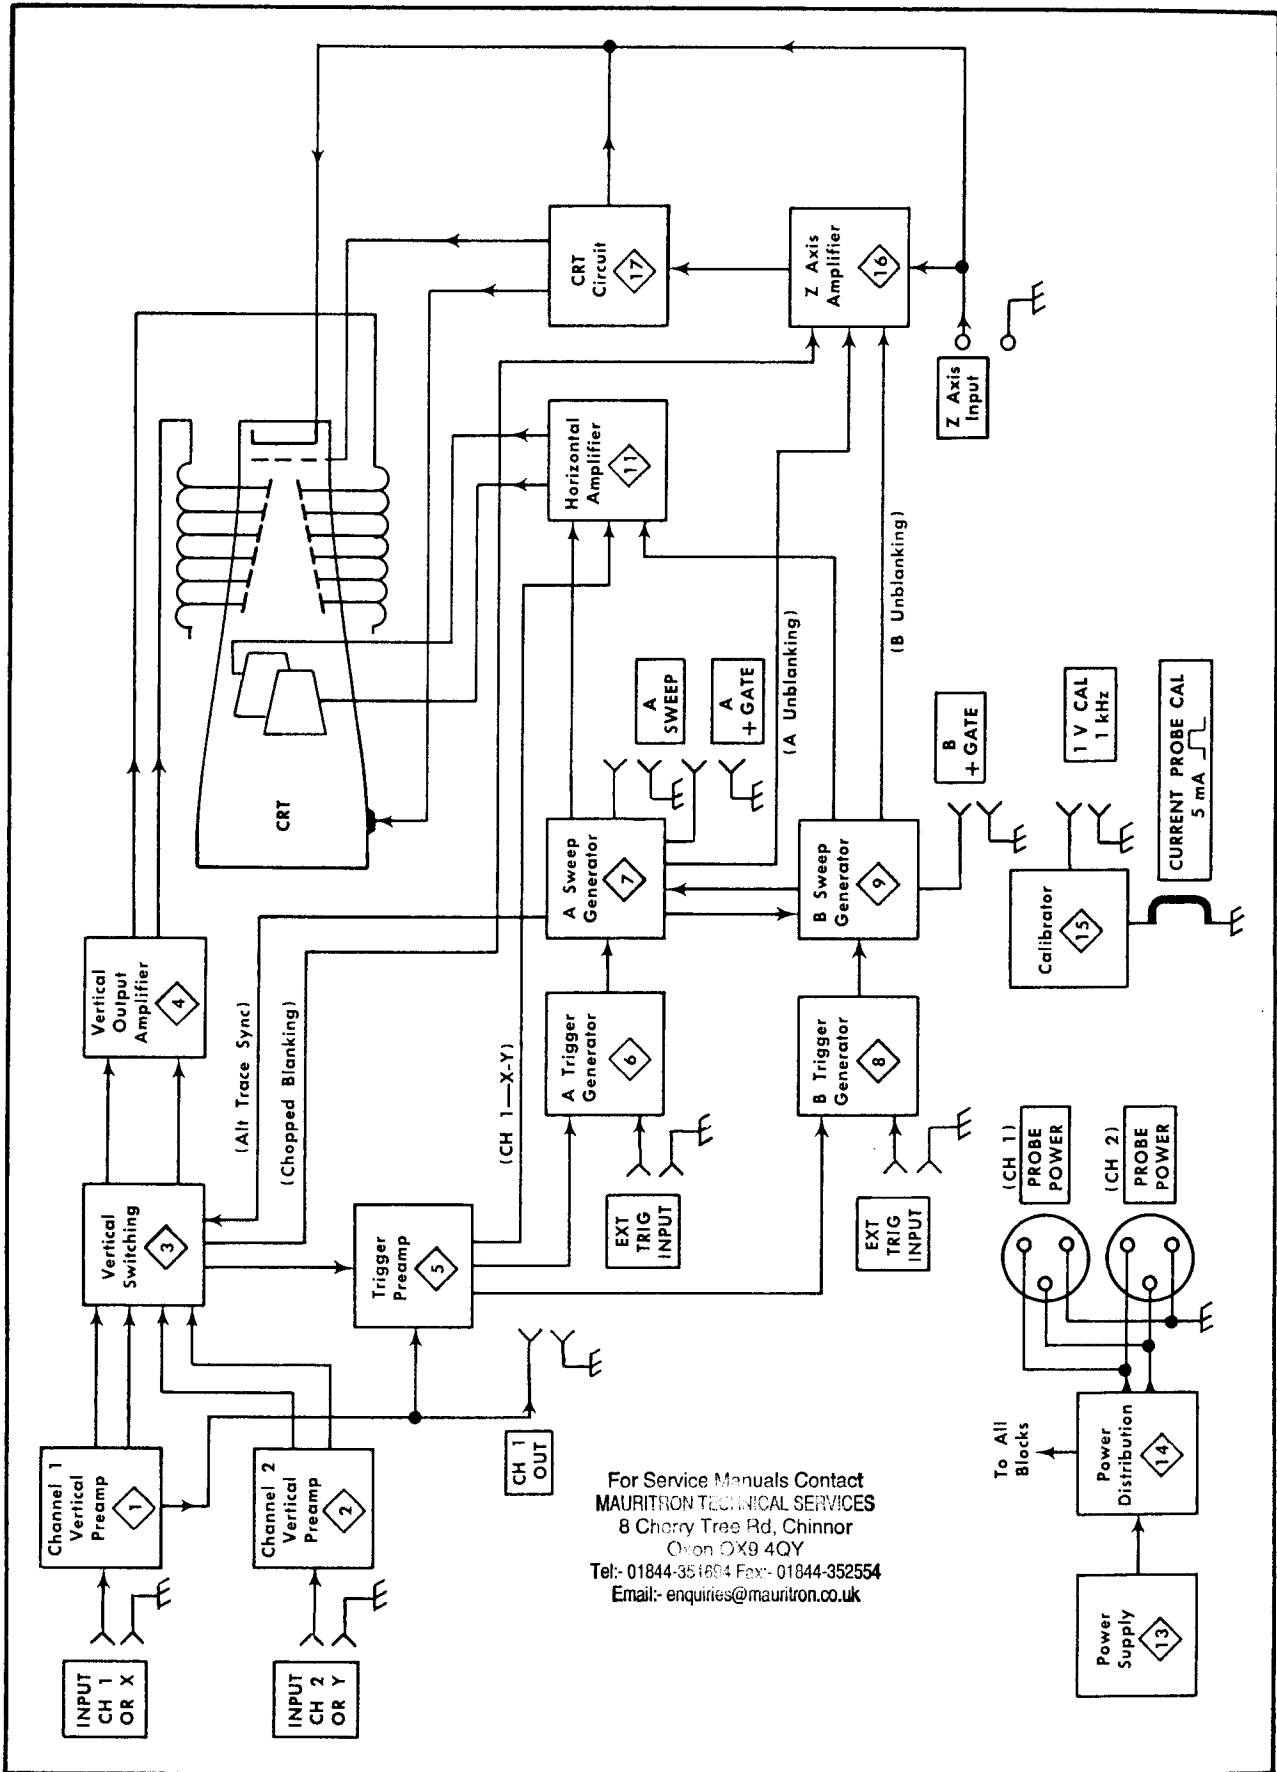 INPUT
CH 1
OR X
Channel 1
Vertical
Preamp
1
INPUT
CH 2
OR Y
Channel 2
Vertical
Preamp
2
CH 1
OUT
Vertical
Switching
3
Trigger
Preamp
5
Vertical
Output
Amplifier
4
(Alt Trace Sync)
(Chopped Blanking)
(CH 1—X-Y)
CRT
EXT
TRIG
INPUT
A Trigger
Generator
6
A Sweep
Generator
7
A
SWEEP
A
+ GATE
Horizontal
Amplifier
11
CRT
Circuit
17
(A Unblanking)
EXT
TRIG
INPUT
B Trigger
Generator
8
B Sweep
Generator
9
(B Unblanking)
B
+ GATE
Z Axis
Amplifier
16
Z Axis
Input
Power
Supply
13
Power
Distribution
14
To All
Blocks
(CH 1)
PROBE
POWER
(CH 2)
PROBE
POWER
Calibrator
15
1 V CAL
1 kHz
CURRENT PROBE CAL
5 mA
For Service Manuals Contact
MAURITRON TECHNICAL SERVICES
8 Cherry Tree Rd, Chinnor
Oxon OX9 4QY
Tel:- Fax:- 01844-352554
Email:- enquiries@mauritron.co.uk